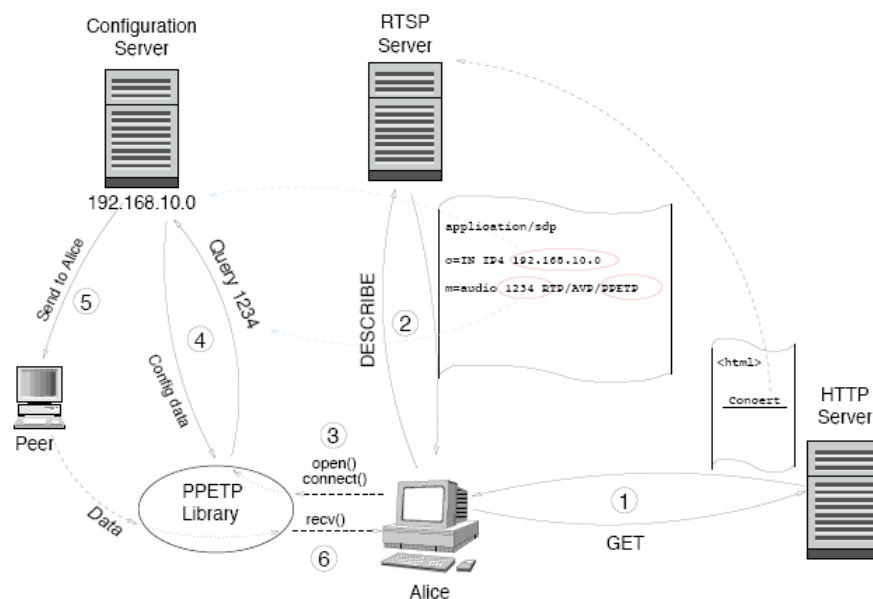 Configuration
Server
RTSP
Server
192.168.10.0
application/sdp
o=IN IP4 192.168.10.0
m=audio 1234 RTP/AVP/PPETP
Send to Alice
5
Query 1234
4
Config data
DESCRIBE
2
<html>
Concert
HTTP
Server
Peer
3
open()
connect()
PPETP
Library
recv()
6
Data
1
GET
Alice